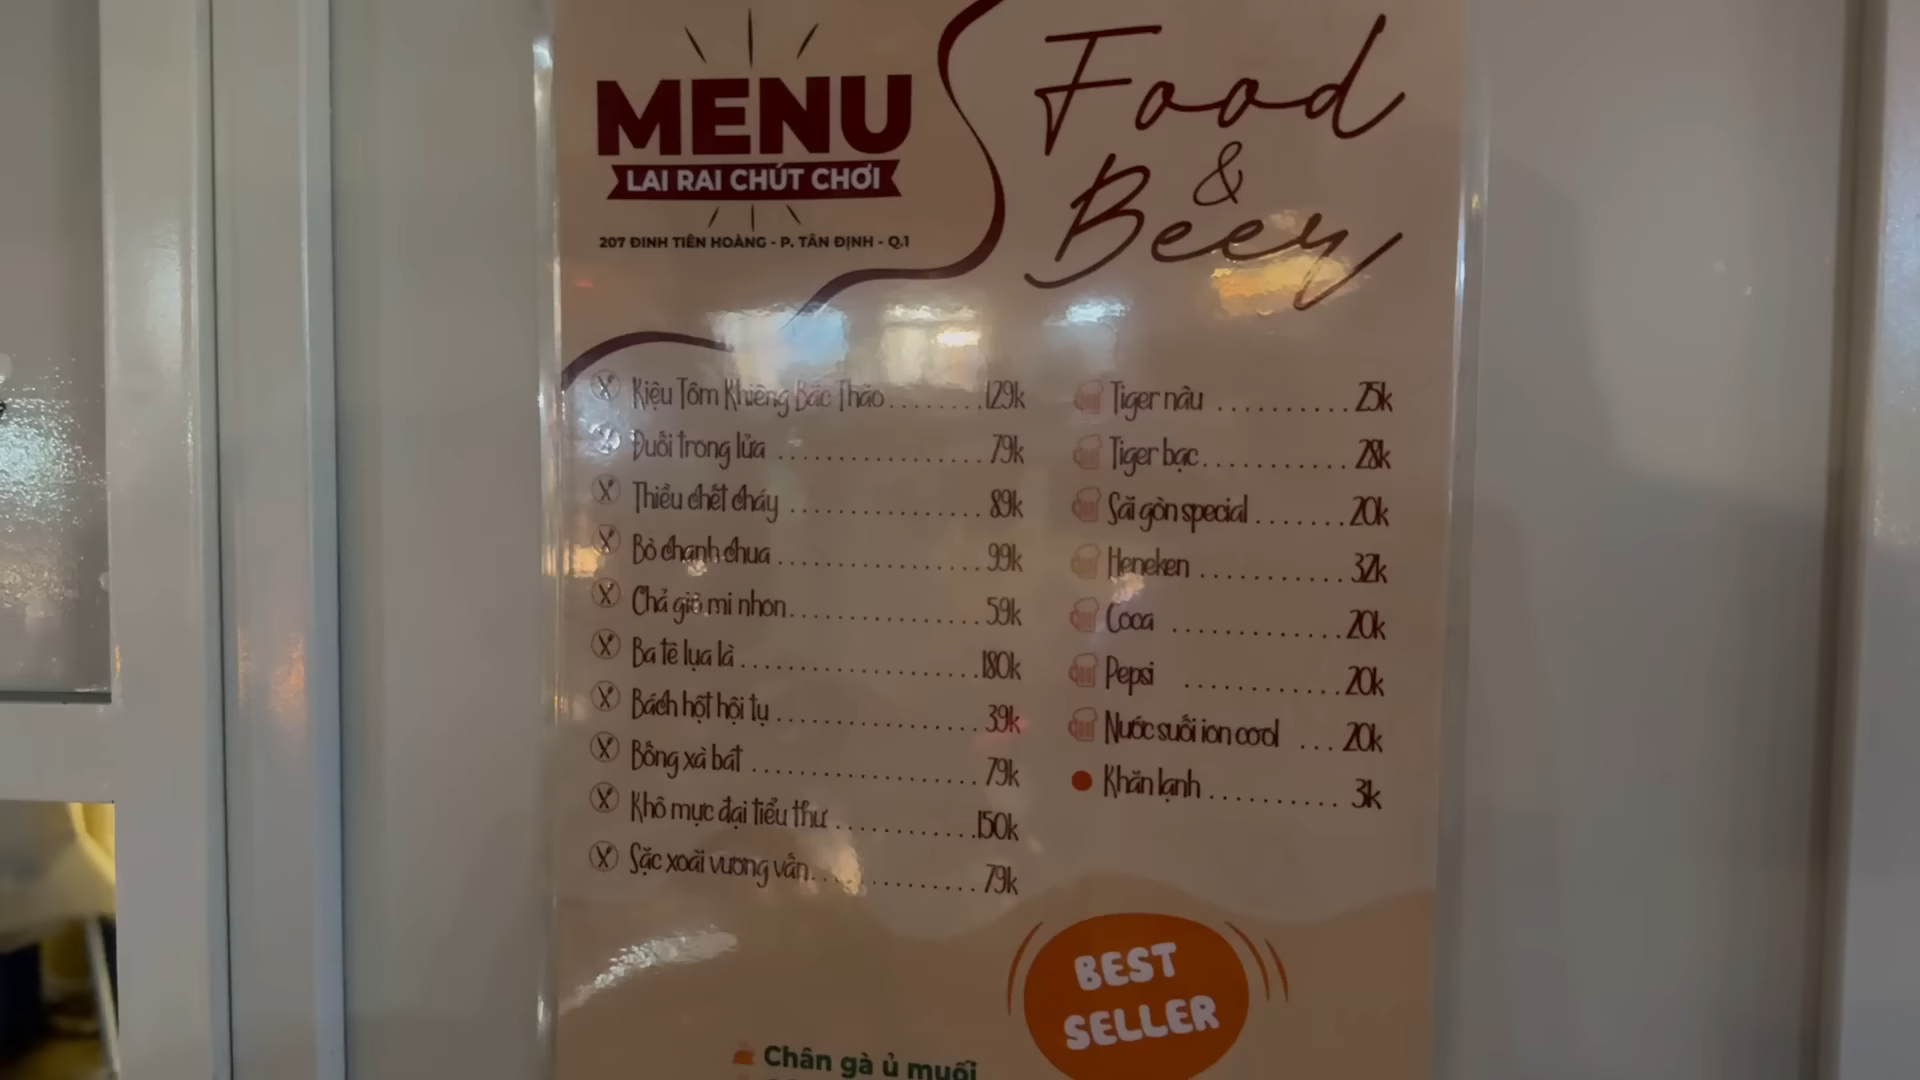 MENU
LAI RAI CHÚT CHƠI
207 ĐINH TIÊN HOÀNG - P. TÂN ĐỊNH - Q.1
Food
&
Beer
Kiệu Tôm Khiêng Bắc Thảo........129k
Đuối trong lửa ....................79k
Thiều chết cháy ..................89k
Bò chanh chua ...................99k
Chả giò mi nhon..................59k
Ba tê lụa là .......................180k
Bách hột hội tụ ...................39k
Bông xà bát .....................79k
Khô mực đại tiểu thư ............150k
Sặc xoài vương vấn...............79k
Tiger nâu ..........25k
Tiger bạc...........28k
Sài gòn special .......20k
Heneken ...........32k
Coca .............20k
Pepsi ............20k
Nước suối ion cool ...20k
Khăn lạnh ..........3k
BEST
SELLER
Chân gà ủ muối